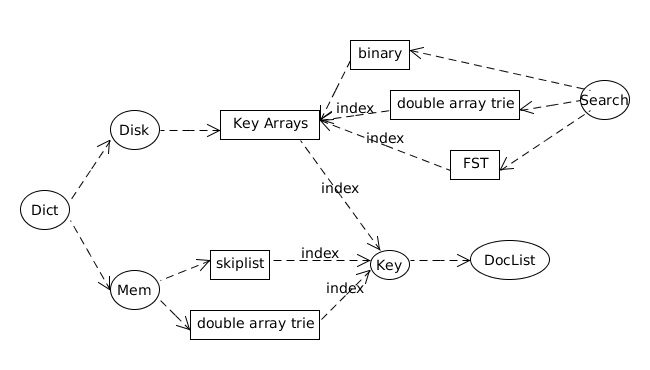 binary
Search
index
double array trie
Key Arrays
Disk
index
FST
index
Dict
index
Key
DocList
skiplist
Mem
index
double array trie